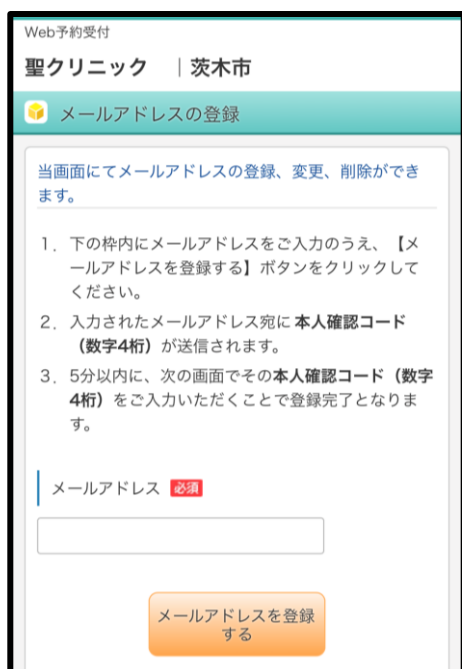 Web予約受付
聖クリニック ｜茨木市
メールアドレスの登録
当画面にてメールアドレスの登録、変更、削除ができ
ます。
1. 下の枠内にメールアドレスをご入力のうえ、【メ
ールアドレスを登録する】ボタンをクリックして
ください。
2. 入力されたメールアドレス宛に本人確認コード
（数字4桁）が送信されます。
3. 5分以内に、次の画面でその本人確認コード（数字
4桁）をご入力いただくことで登録完了となりま
す。
メールアドレス 必須
メールアドレスを登録
する